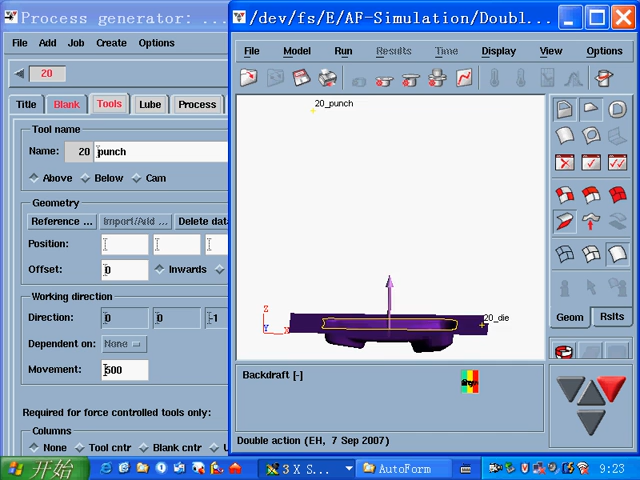 Process generator: ...
File Add Job Create Options
20
Title Blank Tools Lube Process
Tool name
Name: 20 punch
Above Below Cam
Geometry
Reference ... Import/Add ... Delete data
Position:
Offset: 0 Inwards
Working direction
Direction: 0 0 -1
Dependent on: None
Movement: 500
Required for force controlled tools only:
Columns
None Tool cntr Blank cntr U
/dev/fs/E/AF-Simulation/Doubl...
File Model Run Results Time Display View Options
20_punch
Z
Y X
20_die
Geom Rslts
Backdraft [-]
Double action (EH, 7 Sep 2007)
开始
3 X S...
AutoForm
9:23